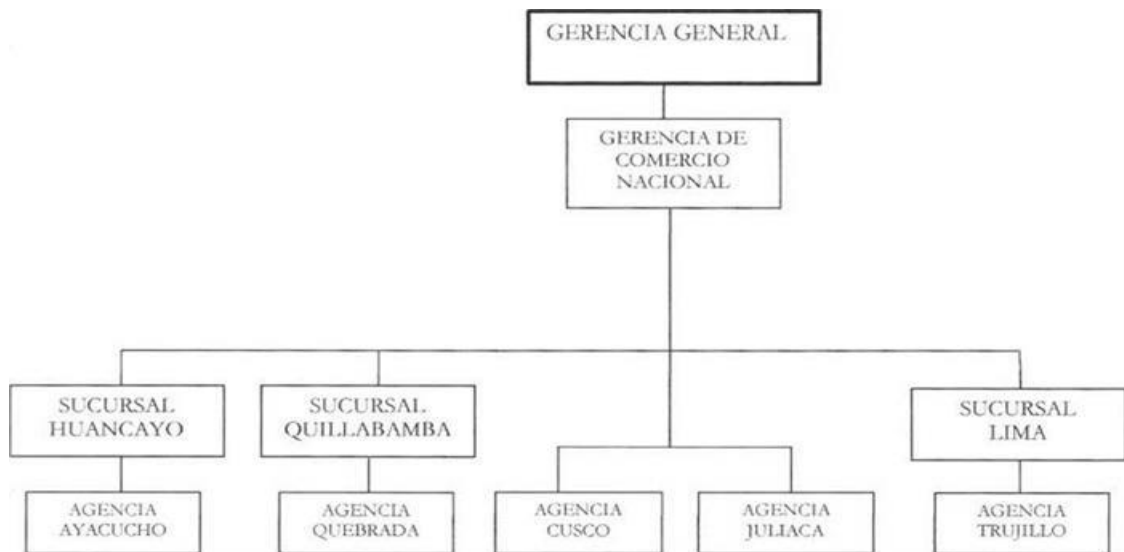 GERENCIA GENERAL
GERENCIA DE
COMERCIO
NACIONAL
SUCURSAL
HUANCAYO
SUCURSAL
QUILLABAMBA
SUCURSAL
LIMA
AGENCIA
AYACUCHO
AGENCIA
QUEBRADA
AGENCIA
CUSCO
AGENCIA
JULIACA
AGENCIA
TRUJILLO